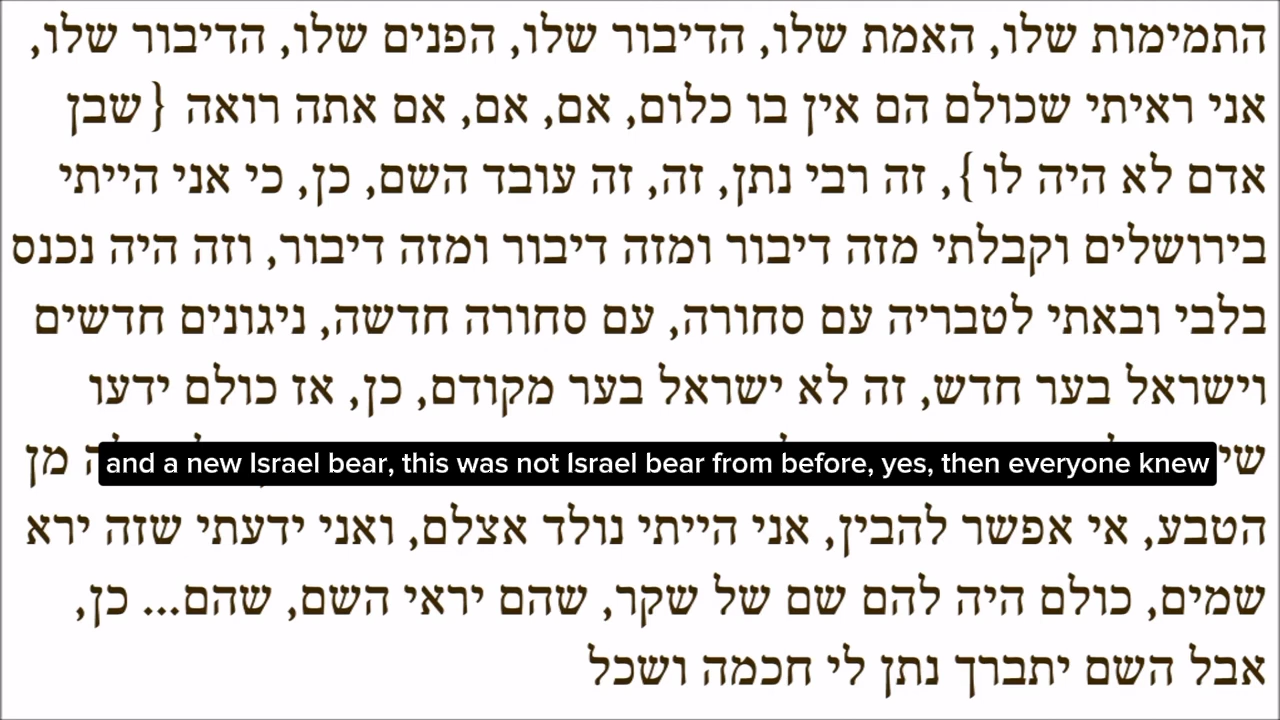 התמימות שלו, האמת שלו, הדיבור שלו, הפנים שלו, הדיבור שלו,
אני ראיתי שכולם הם אין בו כלום, אם, אם, אם אתה רואה {שבן
אדם לא היה לו}, זה רבי נתן, זה, זה עובד השם, כן, כי אני הייתי
בירושלים וקבלתי מזה דיבור ומזה דיבור ומזה דיבור, וזה היה נכנס
בלבי ובאתי לטבריה עם סחורה, עם סחורה חדשה, ניגונים חדשים
וישראל בער חדש, זה לא ישראל בער מקודם, כן, אז כולם ידעו
מן
and a new Israel bear, this was not Israel bear from before, yes, then everyone knew
הטבע, אי אפשר להבין, אני הייתי נולד אצלם, ואני ידעתי שזה ירא
שמים, כולם היה להם שם של שקר, שהם יראי השם, שהם... כן,
אבל השם יתברך נתן לי חכמה ושכל